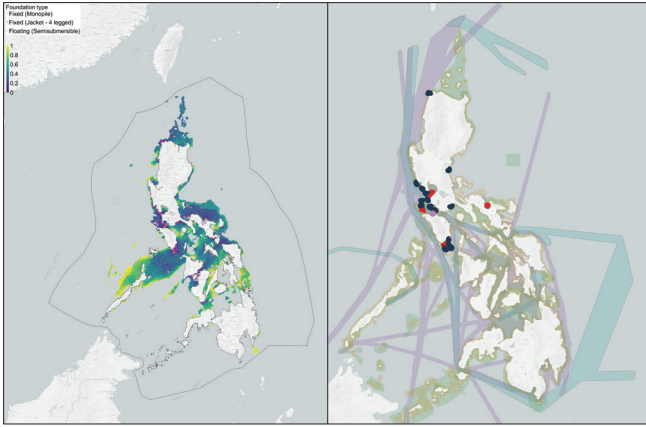 Foundation type
Fixed (Monopile)
Fixed (Jacket - 4 legged)
Floating (Semisubmersible)
1
0.8
0.6
0.4
0.2
0